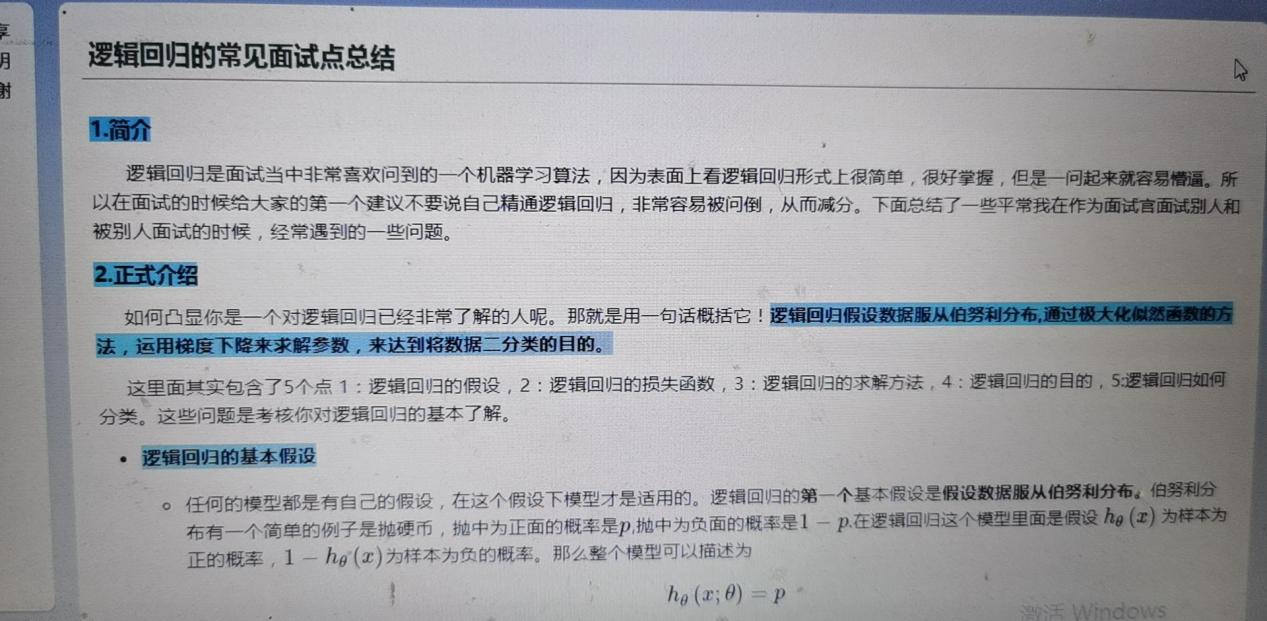 享
明
谢
逻辑回归的常见面试点总结
1.简介
逻辑回归是面试当中非常喜欢问到的一个机器学习算法，因为表面上看逻辑回归形式上很简单，很好掌握，但是一问起来就容易懵逼。所
以在面试的时候给大家的第一个建议不要说自己精通逻辑回归，非常容易被问倒，从而减分。下面总结了一些平常我在作为面试官面试别人和
被别人面试的时候，经常遇到的一些问题。
2.正式介绍
如何凸显你是一个对逻辑回归已经非常了解的人呢。那就是用一句话概括它！逻辑回归假设数据服从伯努利分布,通过极大化似然函数的方
法，运用梯度下降来求解参数，来达到将数据二分类的目的。
这里面其实包含了5个点 1：逻辑回归的假设，2：逻辑回归的损失函数，3：逻辑回归的求解方法，4：逻辑回归的目的，5:逻辑回归如何
分类。这些问题是考核你对逻辑回归的基本了解。
• 逻辑回归的基本假设
○ 任何的模型都是有自己的假设，在这个假设下模型才是适用的。逻辑回归的第一个基本假设是假设数据服从伯努利分布。伯努利分
布有一个简单的例子是抛硬币，抛中为正面的概率是p,抛中为负面的概率是1 − p.在逻辑回归这个模型里面是假设 hθ (x) 为样本为
正的概率，1 − hθ (x)为样本为负的概率。那么整个模型可以描述为
hθ (x; θ) = p
激活 Windows